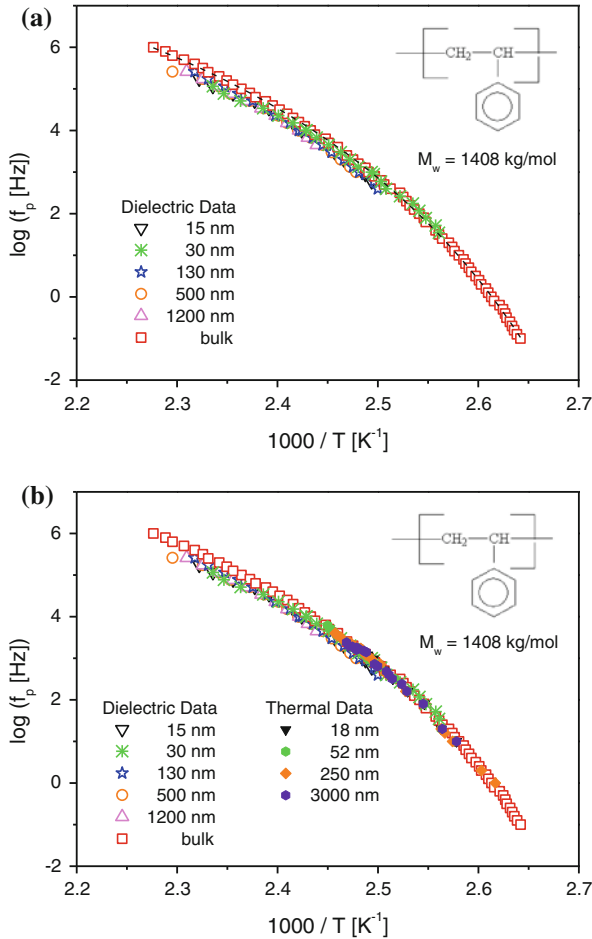 (a)
CH2
CH
Mw = 1408 kg/mol
6
4
2
0
-2
log (fp [Hz])
Dielectric Data
15 nm
30 nm
130 nm
500 nm
1200 nm
bulk
2.2 2.3 2.4 2.5 2.6 2.7
1000 / T [K-1]
(b)
CH2
CH
Mw = 1408 kg/mol
6
4
2
0
-2
log (fp [Hz])
Dielectric Data
15 nm
30 nm
130 nm
500 nm
1200 nm
bulk
Thermal Data
18 nm
52 nm
250 nm
3000 nm
2.2 2.3 2.4 2.5 2.6 2.7
1000 / T [K-1]